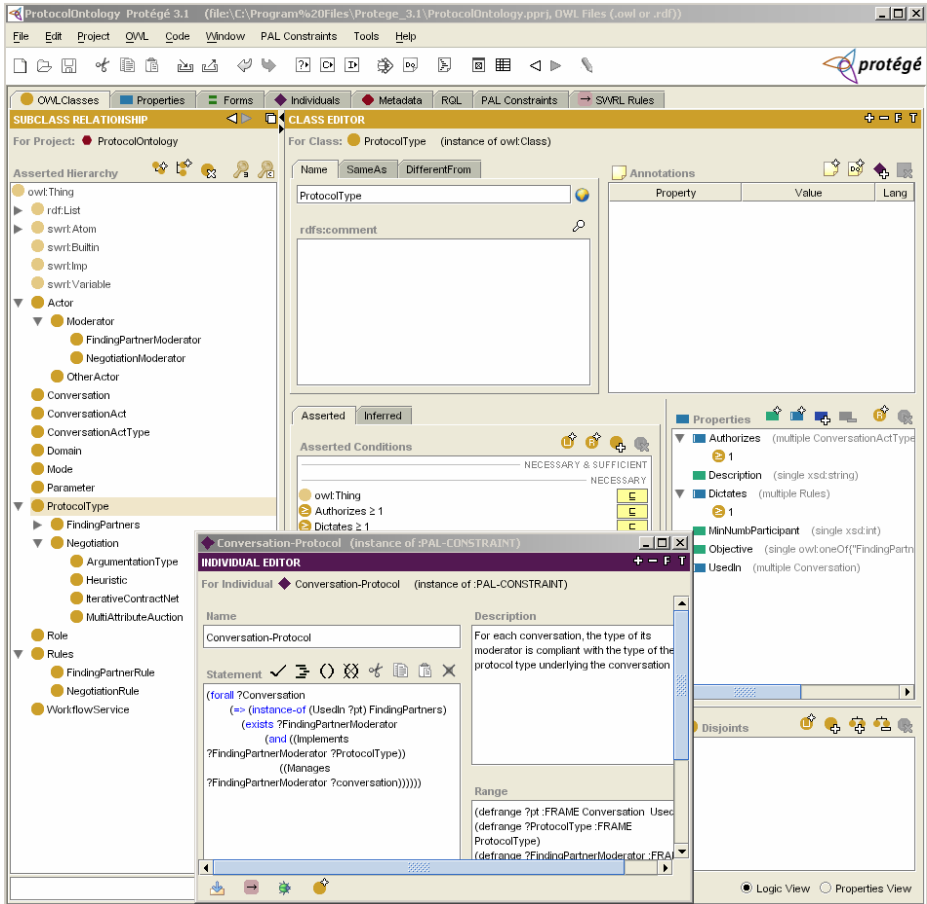 ProtocolOntology Protégé 3.1 (file:\C:\Program%20Files\Protege_3.1\ProtocolOntology.pprj, OWL Files (.owl or .rdf))
File Edit Project OWL Code Window PAL Constraints Tools Help
protégé
OWLClasses Properties Forms Individuals Metadata RQL PAL Constraints SWRL Rules
SUBCLASS RELATIONSHIP
For Project: ProtocolOntology
Asserted Hierarchy
owl:Thing
rdf:List
swrl:Atom
swrl:Builtin
swrl:Imp
swrl:Variable
Actor
Moderator
FindingPartnerModerator
NegotiationModerator
OtherActor
Conversation
ConversationAct
ConversationActType
Domain
Mode
Parameter
ProtocolType
FindingPartners
Negotiation
ArgumentationType
Heuristic
IterativeContractNet
MultiAttributeAuction
Role
Rules
FindingPartnerRule
NegotiationRule
WorkflowService
CLASS EDITOR
+ – F T
For Class: ProtocolType (instance of owl:Class)
Name SameAs DifferentFrom
ProtocolType
rdfs:comment
Annotations
Property Value Lang
Asserted Inferred
Asserted Conditions
NECESSARY & SUFFICIENT
NECESSARY
owl:Thing
Authorizes ≥ 1
Dictates ≥ 1
Properties
Authorizes (multiple ConversationActType
≥ 1
Description (single xsd:string)
Dictates (multiple Rules)
≥ 1
MinNumbParticipant (single xsd:int)
Objective (single owl:oneOf{"FindingPartn
UsedIn (multiple Conversation)
Disjoints
Logic View Properties View
Conversation-Protocol (instance of :PAL-CONSTRAINT)
INDIVIDUAL EDITOR
+ – F T
For Individual Conversation-Protocol (instance of :PAL-CONSTRAINT)
Name
Conversation-Protocol
Statement
(forall ?Conversation
(=> (instance-of (UsedIn ?pt) FindingPartners)
(exists ?FindingPartnerModerator
(and ((Implements
?FindingPartnerModerator ?ProtocolType))
((Manages
?FindingPartnerModerator ?conversation))))))
Description
For each conversation, the type of its
moderator is compliant with the type of the
protocol type underlying the conversation
Range
(defrange ?pt :FRAME Conversation Used
(defrange ?ProtocolType :FRAME
ProtocolType)
(defrange ?FindingPartnerModerator :FRA